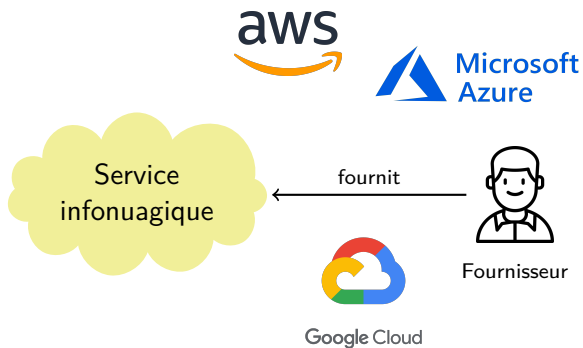 aws
Microsoft
Azure
Service
infonuagique
fournit
Fournisseur
Google Cloud